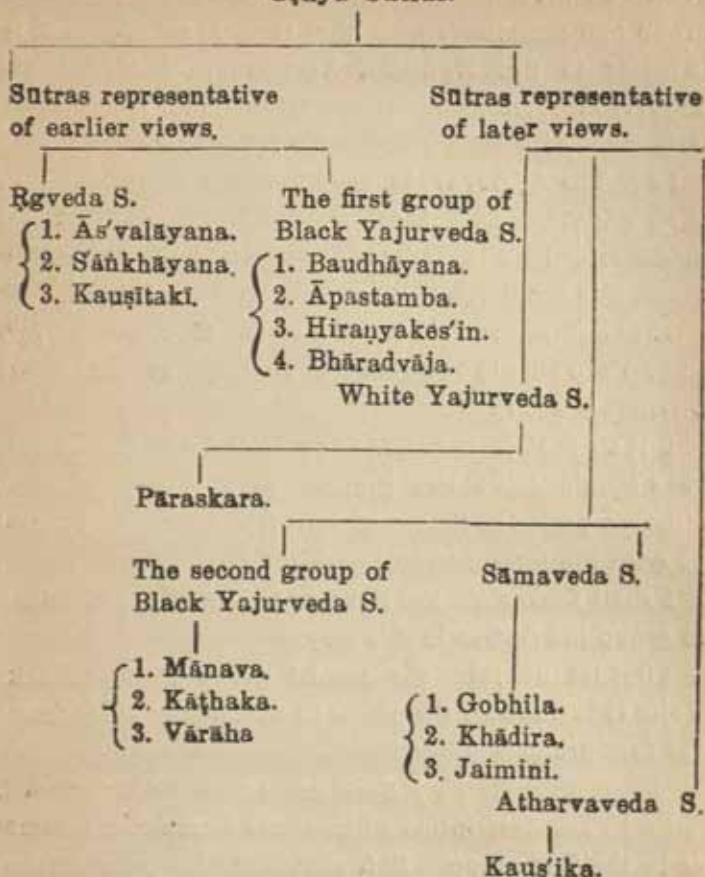 Sūtras representative
of earlier views.
Sūtras representative
of later views.
Ṛgveda S.
1. Ās'valāyana.
2. S'āṅkhāyana.
3. Kauṣītakī.
The first group of
Black Yajurveda S.
1. Baudhāyana.
2. Āpastamba.
3. Hiraṇyakes'in.
4. Bhāradvāja.
White Yajurveda S.
Pāraskara.
The second group of
Black Yajurveda S.
1. Mānava.
2. Kāṭhaka.
3. Vārāha
Sāmaveda S.
1. Gobhila.
2. Khādira.
3. Jaimini.
Atharvaveda S.
Kaus'ika.